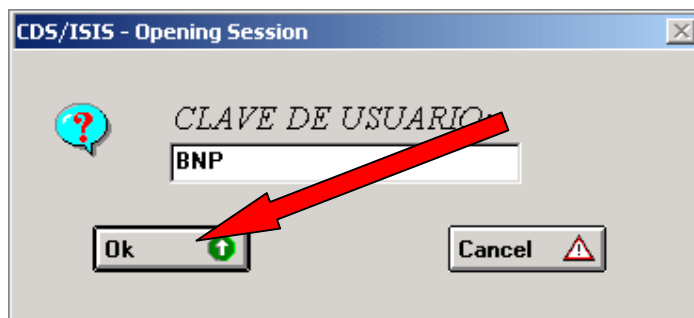 CDS/ISIS - Opening Session
CLAVE DE USUARIO:
BNP
Ok
Cancel